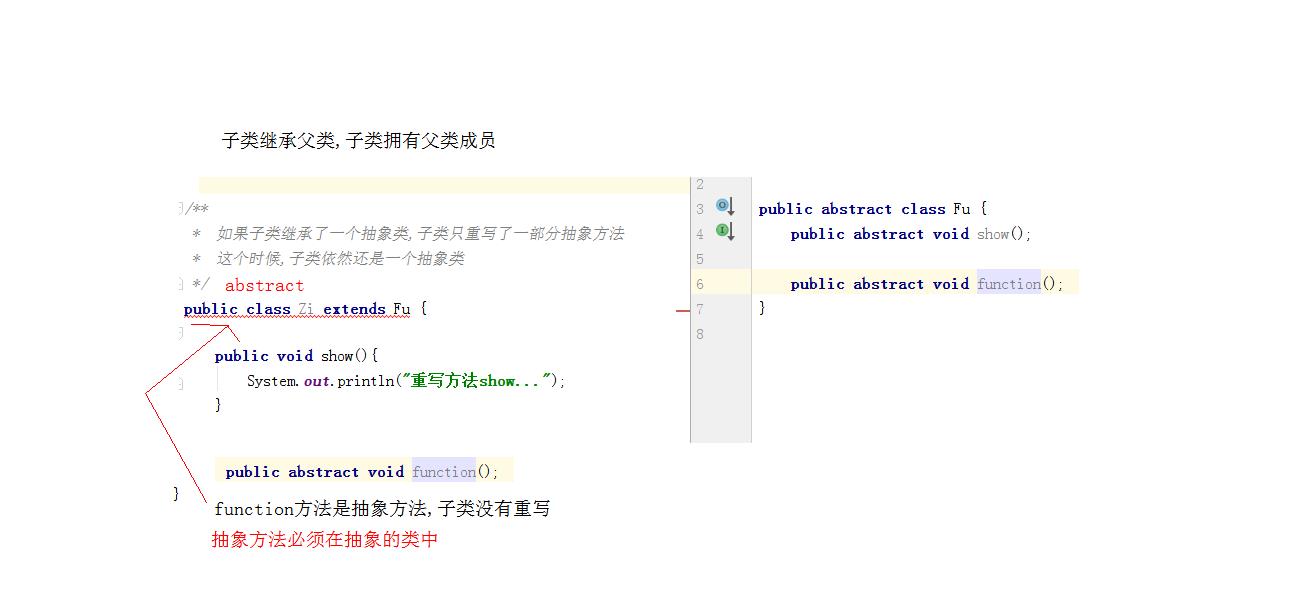 子类继承父类,子类拥有父类成员
/**
* 如果子类继承了一个抽象类,子类只重写了一部分抽象方法
* 这个时候,子类依然还是一个抽象类
*/ abstract
public class Zi extends Fu {
public void show(){
System.out.println("重写方法show...");
}
public abstract void function();
}
function方法是抽象方法,子类没有重写
抽象方法必须在抽象的类中
2
3 public abstract class Fu {
4 public abstract void show();
5
6 public abstract void function();
7 }
8